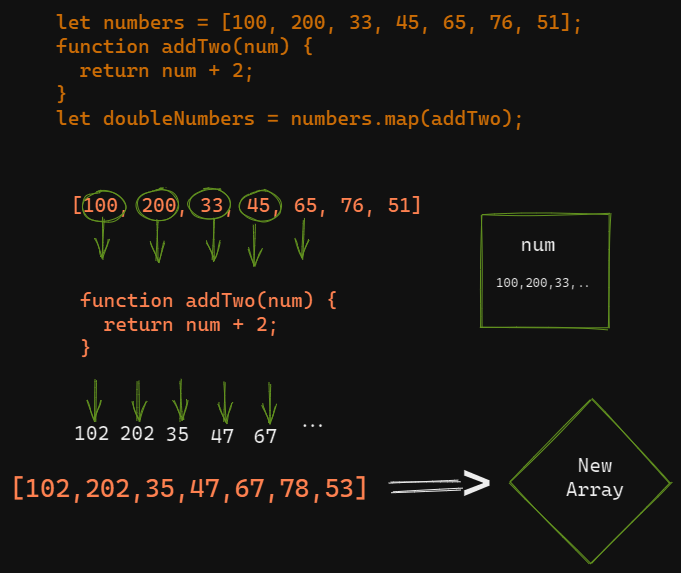 let numbers = [100, 200, 33, 45, 65, 76, 51];
function addTwo(num) {
  return num + 2;
}
let doubleNumbers = numbers.map(addTwo);
[100, 200, 33, 45, 65, 76, 51]
num
100,200,33,..
function addTwo(num) {
  return num + 2;
}
102 202 35 47 67 ...
[102,202,35,47,67,78,53]
New
Array